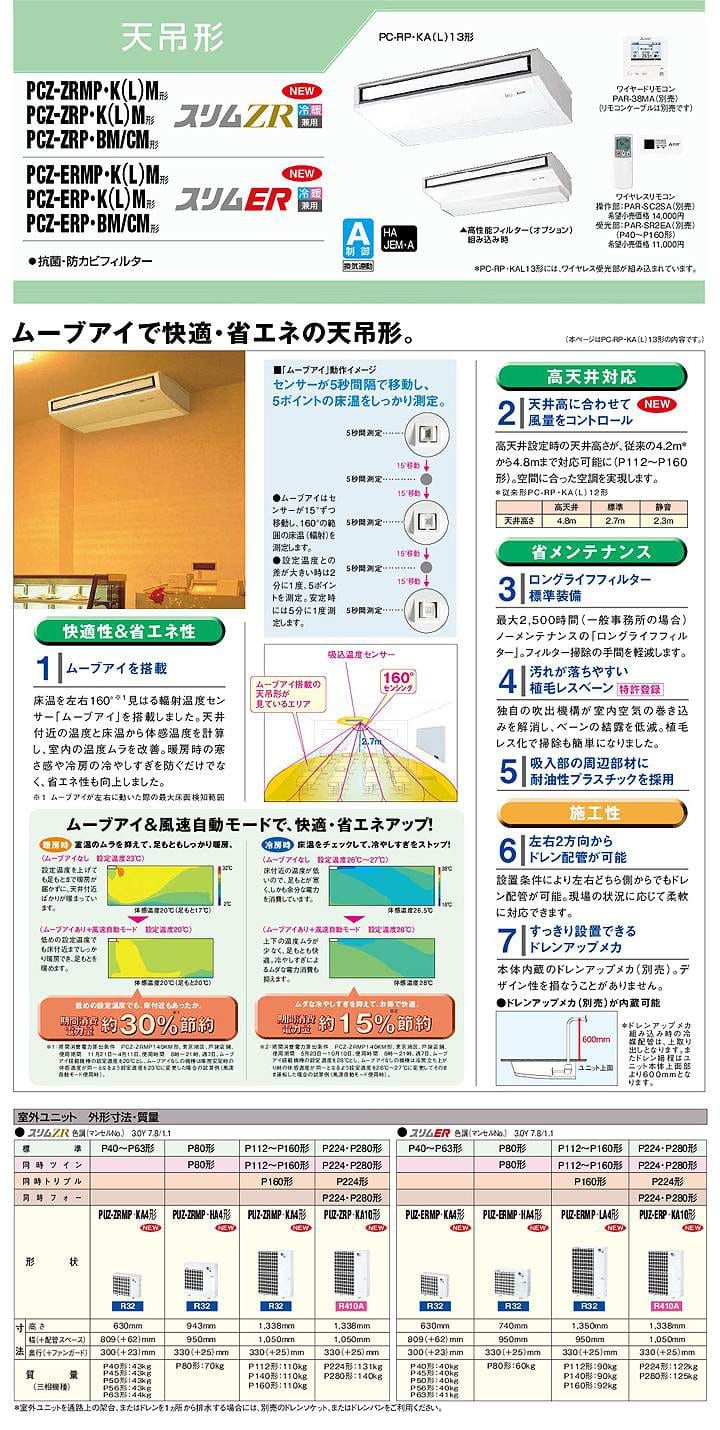 天吊形
PCZ-ZRMP・K(L)M形
PCZ-ZRP・K(L)M形
PCZ-ZRP・BM/CM形
スリムZR
NEW
冷暖兼用
PCZ-ERMP・K(L)M形
PCZ-ERP・K(L)M形
PCZ-ERP・BM/CM形
スリムER
NEW
冷暖兼用
●抗菌・防カビフィルター
PC-RP・KA(L)13形
▲高性能フィルター(オプション)
組み込み時
A
制御
換気連動
HA
JEM・A
ワイヤードリモコン
PAR-38MA(別売)
(リモコンケーブルは別売です)
ワイヤレスリモコン
操作部:PAR-SC2SA(別売)
希望小売価格 14,000円
受光部:PAR-SR2EA(別売)
(P40〜P160形)
希望小売価格 11,000円
*PC-RP・KAL13形には、ワイヤレス受光部が組み込まれています。
ムーブアイで快適・省エネの天吊形。
(本ページはPC-RP・KA(L)13形の内容です。)
快適性&省エネ性
1 ムーブアイを搭載
床温を左右160°※1見はる輻射温度セン
サー「ムーブアイ」を搭載しました。天井
付近の温度と床温から体感温度を計算
し、室内の温度ムラを改善。暖房時の寒
さ感や冷房の冷やしすぎを防ぐだけでな
く、省エネ性も向上しました。
※1 ムーブアイが左右に動いた際の最大床面検知範囲
■「ムーブアイ」動作イメージ
センサーが5秒間隔で移動し、
5ポイントの床温をしっかり測定。
5秒間測定
15°移動
5秒間測定
15°移動
5秒間測定
15°移動
5秒間測定
15°移動
5秒間測定
●ムーブアイはセ
ンサーが15°ずつ
移動し、160°の範
囲の床温(輻射)を
測定します。
●設定温度との
差が大きい時は2
分に1度、5ポイン
トを測定。安定時
には5分に1度測
定します。
吸込温度センサー
ムーブアイ搭載の
天吊形が
見ているエリア
160°
センシング
2.7m
ムーブアイ&風速自動モードで、快適・省エネアップ!
暖房時 室温のムラを抑えて、足もともしっかり暖房。
(ムーブアイなし 設定温度23℃)
設定温度を上げて
も足もとまで暖房が
届かずに、天井付近
ばかりが暖まってい
ます。
32℃
2℃
体感温度20℃(足もと17℃)
(ムーブアイあり+風速自動モード 設定温度20℃)
低めの設定温度で
も床付近までしっか
り暖房でき、足もとを
暖めます。
体感温度20℃(足もと20℃)
低めの設定温度でも、床付近もあったか。
期間消費電力量 約30%節約
冷房時 床温をチェックして、冷やしすぎをストップ!
(ムーブアイなし 設定温度26℃〜27℃)
床付近の温度が低
いので、足もとが寒
く、しかも余分な電力
を消費しています。
38℃
18℃
体感温度26.5℃
(ムーブアイあり+風速自動モード 設定温度28℃)
上下の温度ムラが
少なく、足もとも快
適。冷やしすぎによ
るムダな電力消費も
抑えます。
体感温度28℃
ムダな冷やしすぎを抑えて、お得で快適。
期間消費電力量 約15%節約
高天井対応
2 天井高に合わせて
風量をコントロール
NEW
高天井設定時の天井高さが、従来の4.2m*
から4.8mまで対応可能に(P112〜P160
形)。空間に合った空調を実現します。
*従来形PC-RP・KA(L)12形
高天井 標準 静音
天井高さ 4.8m 2.7m 2.3m
省メンテナンス
3 ロングライフフィルター
標準装備
最大2,500時間(一般事務所の場合)
ノーメンテナンスの「ロングライフフィル
ター」。フィルター掃除の手間を軽減します。
4 汚れが落ちやすい
植毛レスベーン 特許登録
独自の吹出機構が室内空気の巻き込
みを解消し、ベーンの結露を低減。植毛
レス化で掃除も簡単になりました。
5 吸入部の周辺部材に
耐油性プラスチックを採用
施工性
6 左右2方向から
ドレン配管が可能
設置条件により左右どちら側からでもドレ
ン配管が可能。現場の状況に応じて柔軟
に対応できます。
7 すっきり設置できる
ドレンアップメカ
本体内蔵のドレンアップメカ(別売)。デ
ザイン性を損なうことがありません。
●ドレンアップメカ(別売)が内蔵可能
600mm
ユニット上面
*ドレンアップメカ
組み込み時の冷
媒配管は、上取り
出しとなります。ま
たドレン揚程はユ
ニット本体上面部
より600mmとな
ります。
室外ユニット 外形寸法・質量
●スリムZR 色調(マンセルNo.) 3.0Y 7.8/1.1
●スリムER 色調(マンセルNo.) 3.0Y 7.8/1.1
標準 P40〜P63形 P80形 P112〜P160形 P224・P280形 P40〜P63形 P80形 P112〜P160形 P224・P280形
同時ツイン P80形 P112〜P160形 P224・P280形 P80形 P112〜P160形 P224・P280形
同時トリプル P160形 P224形 P160形 P224形
同時フォー P224・P280形 P224・P280形
形状 PUZ-ZRMP・KA4形 PUZ-ZRMP・HA4形 PUZ-ZRMP・KA4形 PUZ-ZRP・KA10形 PUZ-ERMP・KA4形 PUZ-ERMP・HA4形 PUZ-ERMP・LA4形 PUZ-ERP・KA10形
NEW NEW NEW NEW NEW NEW NEW NEW
R32 R32 R32 R410A R32 R32 R32 R410A
寸法 高さ 630mm 943mm 1,338mm 1,338mm 630mm 740mm 1,350mm 1,338mm
幅(+配管スペース) 809(+62)mm 950mm 1,050mm 1,050mm 809(+62)mm 950mm 950mm 1,050mm
奥行(+ファンガード) 300(+23)mm 330(+25)mm 330(+25)mm 330(+25)mm 300(+23)mm 330(+25)mm 330(+25)mm 330(+25)mm
質量(三相機種)
P40形:43kg P80形:70kg P112形:110kg P224形:131kg P40形:40kg P80形:60kg P112形:90kg P224形:122kg
P45形:43kg P140形:110kg P280形:140kg P45形:40kg P140形:90kg P280形:125kg
P50形:43kg P160形:110kg P50形:40kg P160形:92kg
P56形:43kg P56形:40kg
P63形:44kg P63形:41kg
*室外ユニットを通路上の架台、またはドレンを1ヵ所から排水する場合には、別売のドレンソケット、またはドレンパンをご利用ください。